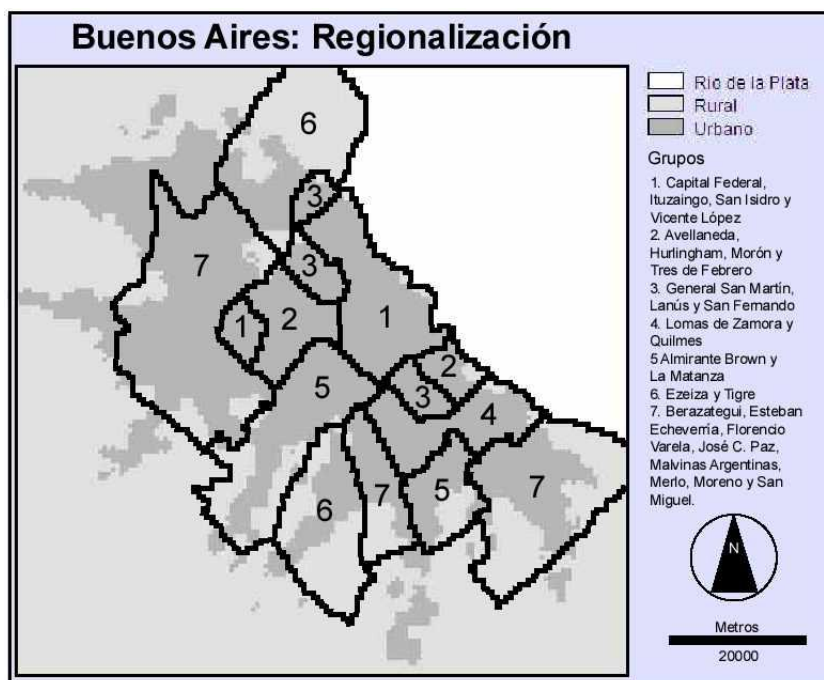 Buenos Aires: Regionalización
6
3
3
7
1
2
1
2
5
3
4
5
7
6
7
Rio de la Plata
Rural
Urbano
Grupos
1. Capital Federal,
Ituzaingo, San Isidro y
Vicente López
2. Avellaneda,
Hurlingham, Morón y
Tres de Febrero
3. General San Martín,
Lanús y San Fernando
4. Lomas de Zamora y
Quilmes
5 Almirante Brown y
La Matanza
6. Ezeiza y Tigre
7. Berazategui, Esteban
Echeverría, Florencio
Varela, José C. Paz,
Malvinas Argentinas,
Merlo, Moreno y San
Miguel.
N
Metros
20000